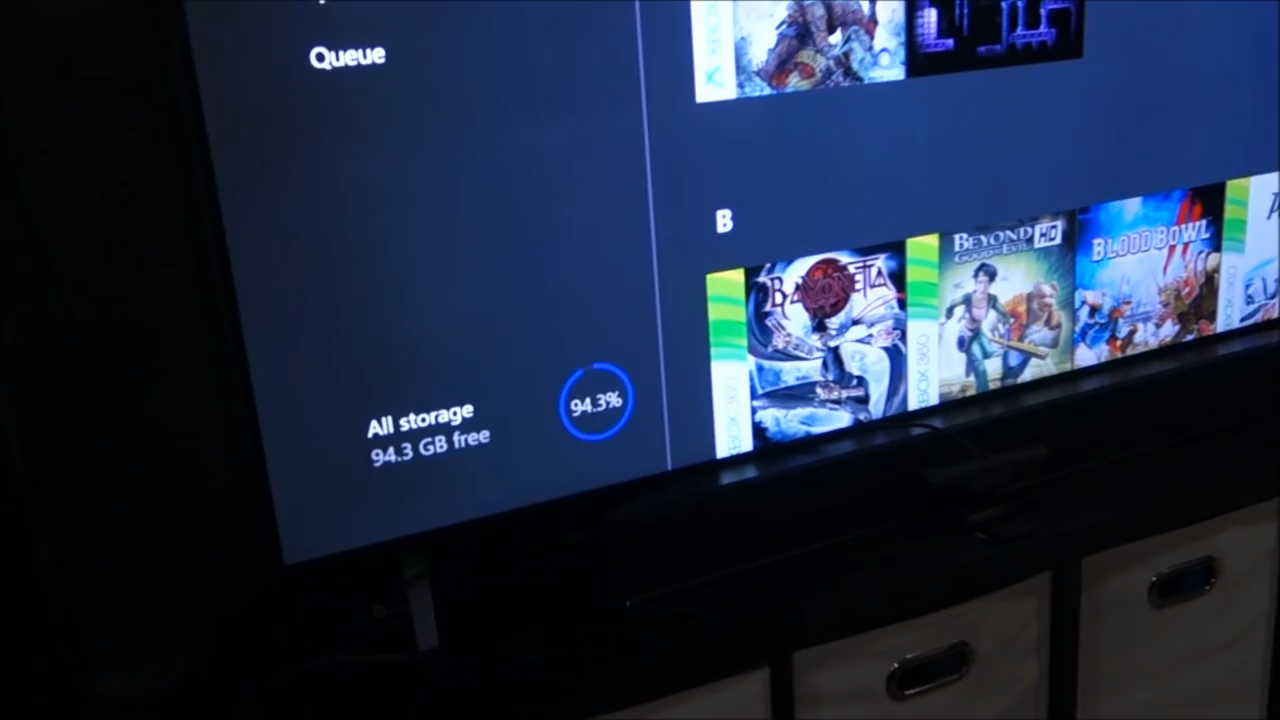 Queue
B
BAYONETTA
BEYOND HD
GOOD & EVIL
BLOOD BOWL
II
XBOX 360
XBOX 360
94.3%
All storage
94.3 GB free